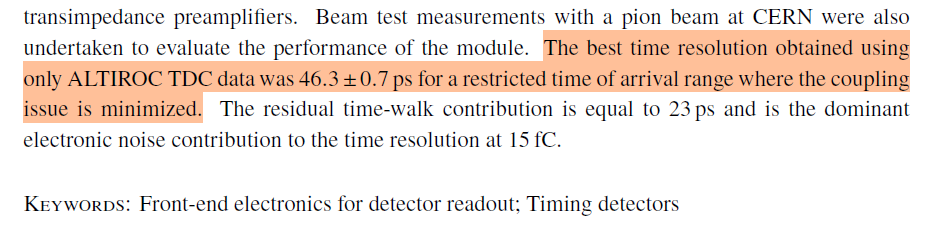 transimpedance preamplifiers. Beam test measurements with a pion beam at CERN were also
undertaken to evaluate the performance of the module. The best time resolution obtained using
only ALTIROC TDC data was 46.3 ± 0.7 ps for a restricted time of arrival range where the coupling
issue is minimized. The residual time-walk contribution is equal to 23 ps and is the dominant
electronic noise contribution to the time resolution at 15 fC.
Keywords: Front-end electronics for detector readout; Timing detectors